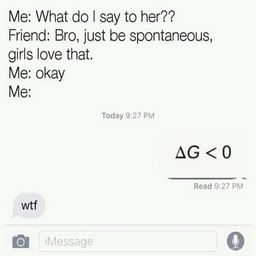 Me: What do I say to her??
Friend: Bro, just be spontaneous,
girls love that.
Me: okay
Me:
Today 9:27 PM
ΔG < 0
Read 9:27 PM
wtf
iMessage